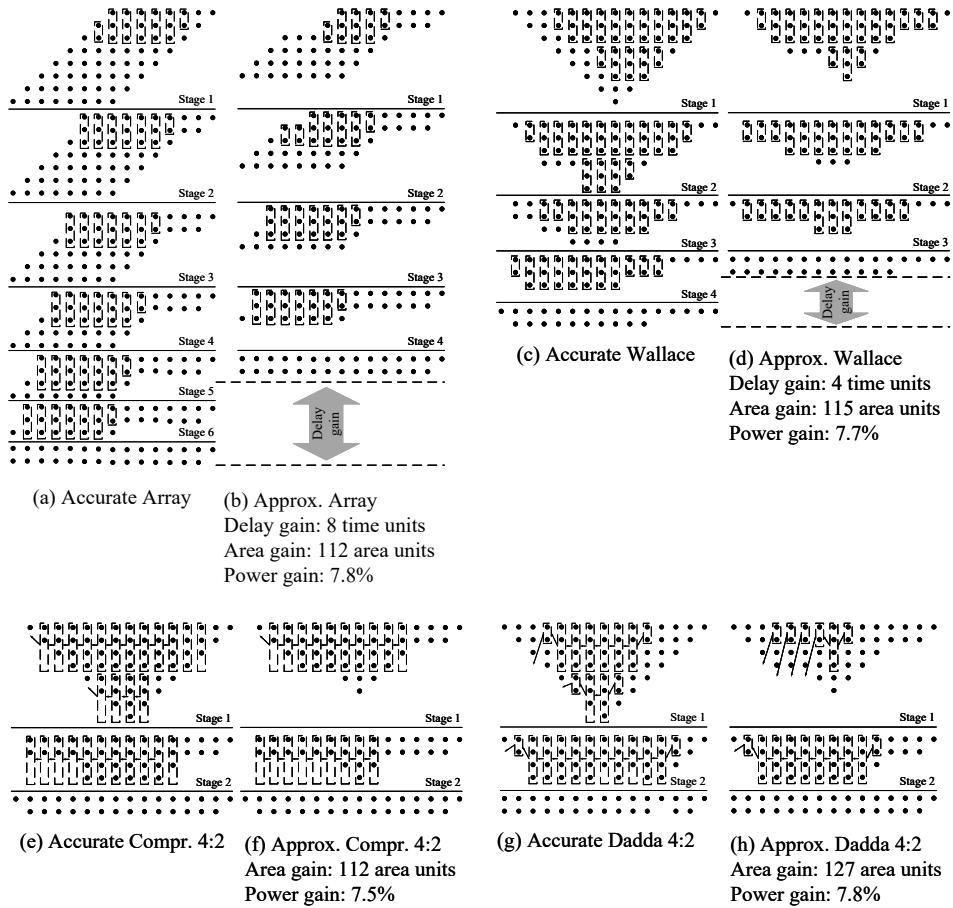 Stage 1
Stage 2
Stage 3
Stage 4
Stage 5
Stage 6
(a) Accurate Array
Stage 1
Stage 2
Stage 3
Stage 4
Delay
gain
(b) Approx. Array
Delay gain: 8 time units
Area gain: 112 area units
Power gain: 7.8%
Stage 1
Stage 2
Stage 3
Stage 4
(c) Accurate Wallace
Stage 1
Stage 2
Stage 3
Delay
gain
(d) Approx. Wallace
Delay gain: 4 time units
Area gain: 115 area units
Power gain: 7.7%
Stage 1
Stage 2
(e) Accurate Compr. 4:2
Stage 1
Stage 2
(f) Approx. Compr. 4:2
Area gain: 112 area units
Power gain: 7.5%
Stage 1
Stage 2
(g) Accurate Dadda 4:2
Stage 1
Stage 2
(h) Approx. Dadda 4:2
Area gain: 127 area units
Power gain: 7.8%